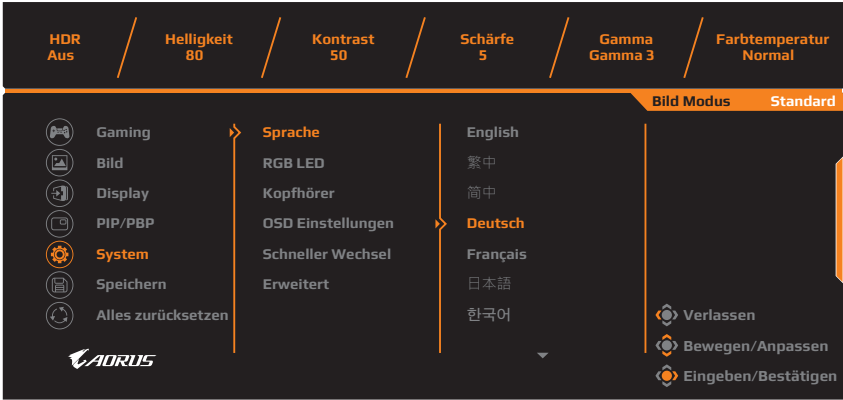 HDR
Aus
Helligkeit
80
Kontrast
50
Schärfe
5
Gamma
Gamma 3
Farbtemperatur
Normal
Bild Modus Standard
Gaming
Bild
Display
PIP/PBP
System
Speichern
Alles zurücksetzen
Sprache
RGB LED
Kopfhörer
OSD Einstellungen
Schneller Wechsel
Erweitert
English
繁中
简中
Deutsch
Français
日本語
한국어
Verlassen
Bewegen/Anpassen
Eingeben/Bestätigen
AORUS